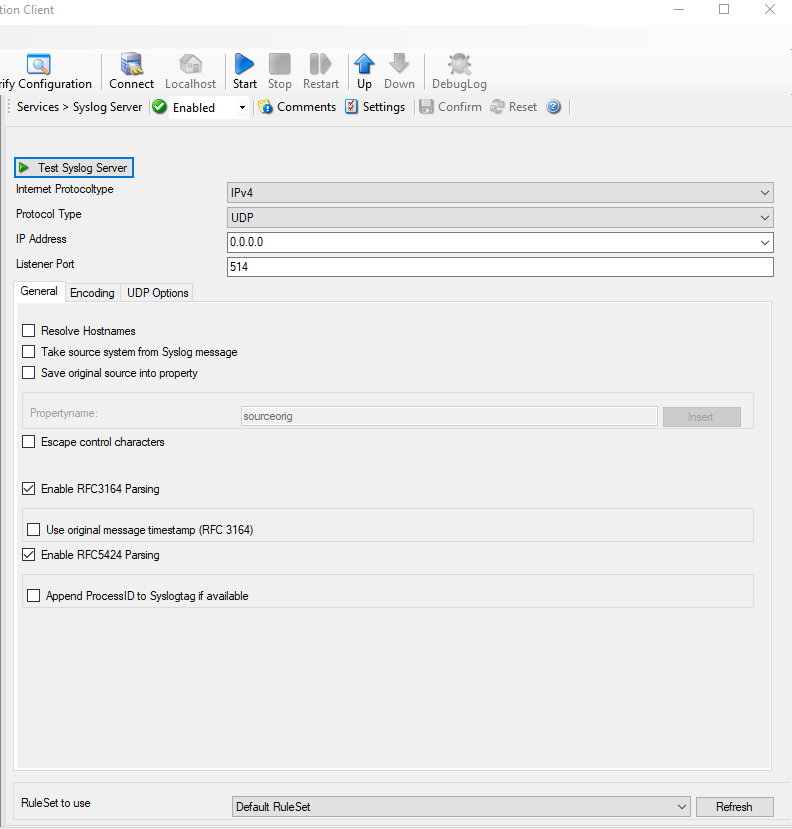 tion Client
ify Configuration Connect Localhost Start Stop Restart Up Down DebugLog
Services > Syslog Server Enabled Comments Settings Confirm Reset ?
Test Syslog Server
Internet Protocoltype IPv4
Protocol Type UDP
IP Address 0.0.0.0
Listener Port 514
General Encoding UDP Options
Resolve Hostnames
Take source system from Syslog message
Save original source into property
Propertyname: sourceorig Insert
Escape control characters
Enable RFC3164 Parsing
Use original message timestamp (RFC 3164)
Enable RFC5424 Parsing
Append ProcessID to Syslogtag if available
RuleSet to use Default RuleSet Refresh